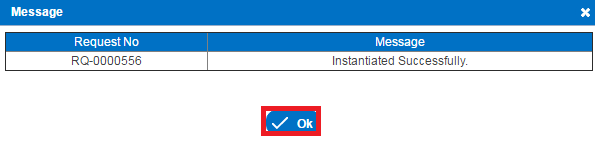 Message
Request No Message
RQ-0000556 Instantiated Successfully.
Ok